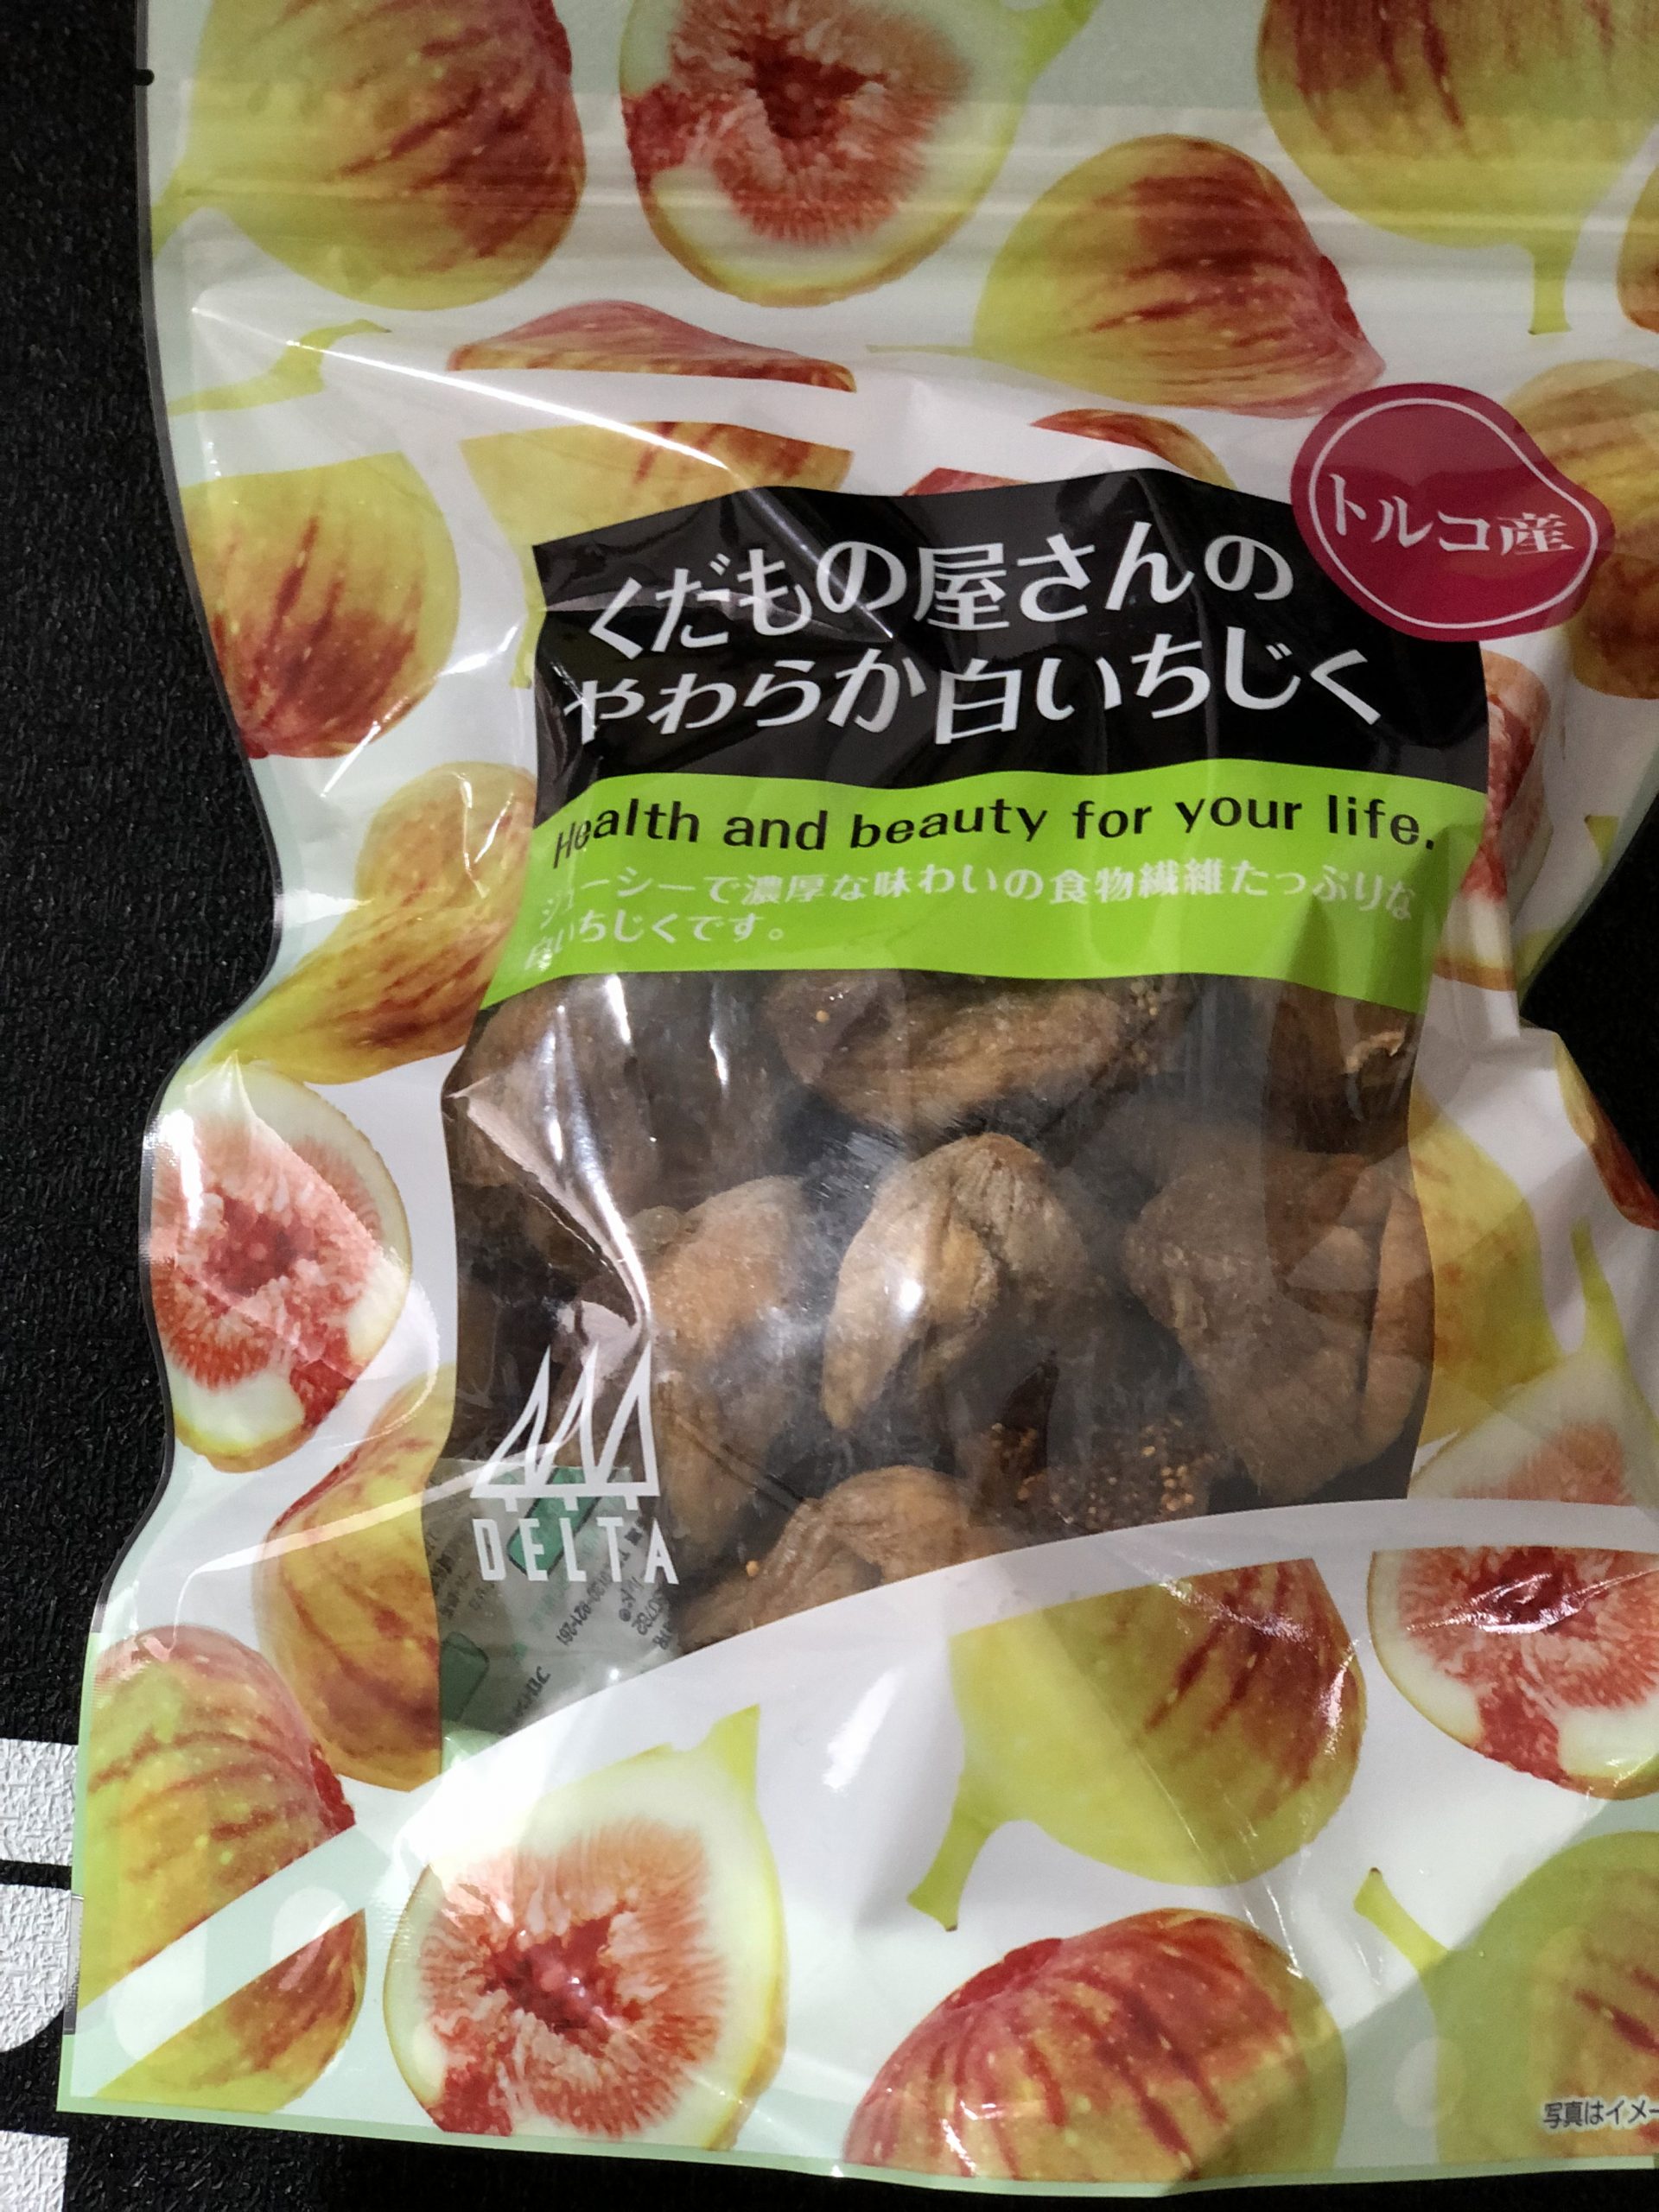 トルコ産
くだもの屋さんの
やわらか白いちじく
Health and beauty for your life.
ジューシーで濃厚な味わいの食物繊維たっぷりな
白いちじくです。
DELTA
写真はイメー